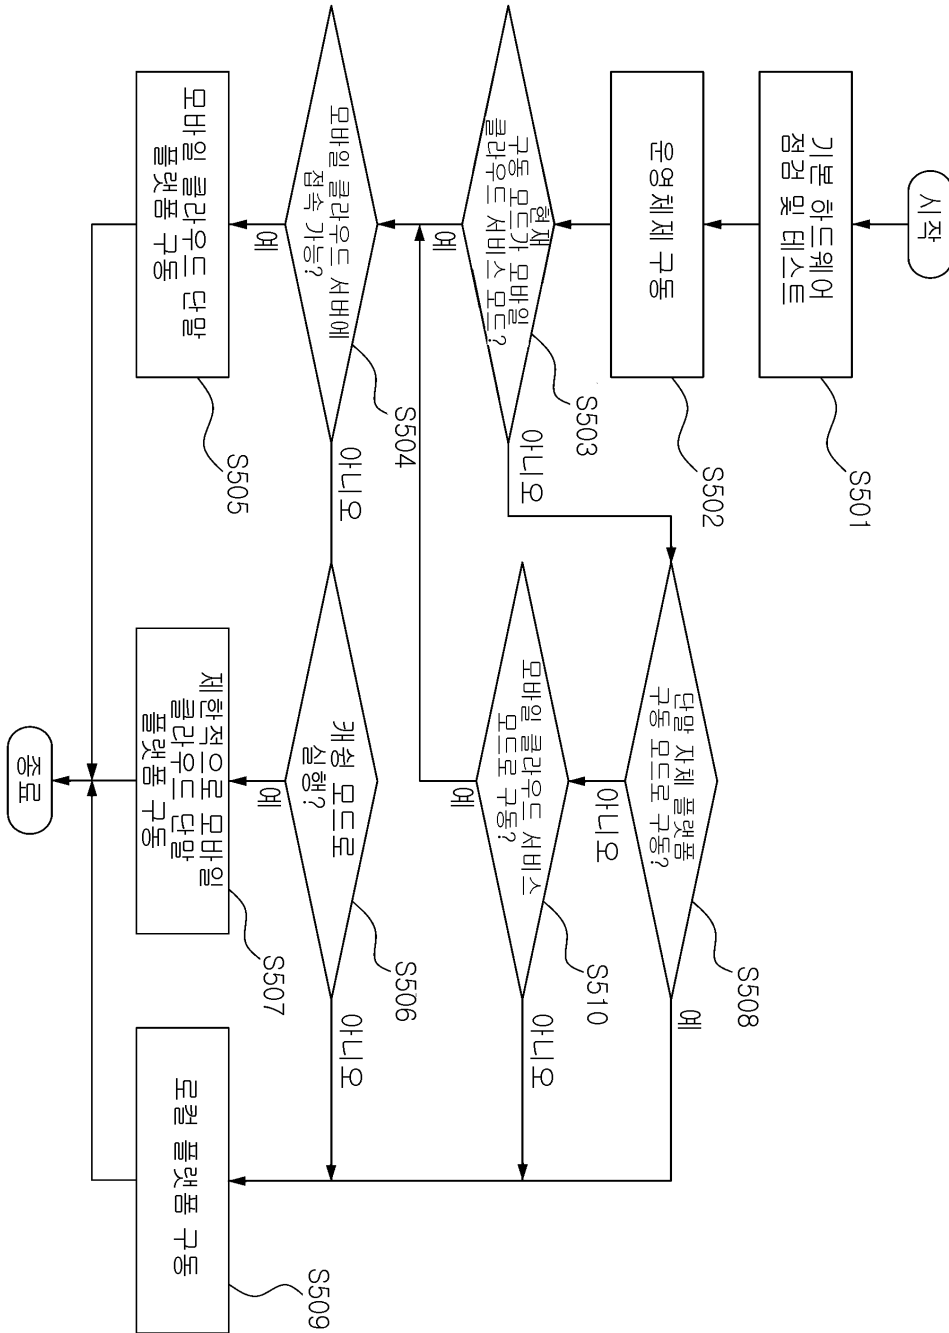 시작
기본 하드웨어
점검 및 테스트
S501
운영체제 구동
S502
현재
구동 모드가 모바일
클라우드 서비스 모드?
S503
예
아니오
모바일 클라우드 서버에
접속 가능?
S504
예
아니오
모바일 클라우드 단말
플랫폼 구동
S505
단말 자체 플랫폼
구동 모드로 구동?
S508
예
아니오
모바일 클라우드 서비스
모드로 구동?
S510
예
아니오
캐싱 모드로
실행?
S506
예
아니오
제한적으로 모바일
클라우드 단말
플랫폼 구동
S507
로컬 플랫폼 구동
S509
종료